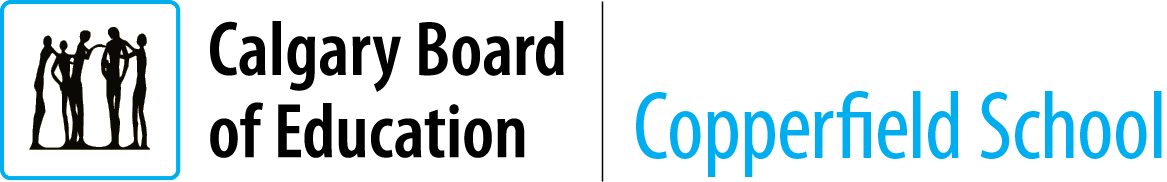 Calgary Board
of Education
Copperfield School